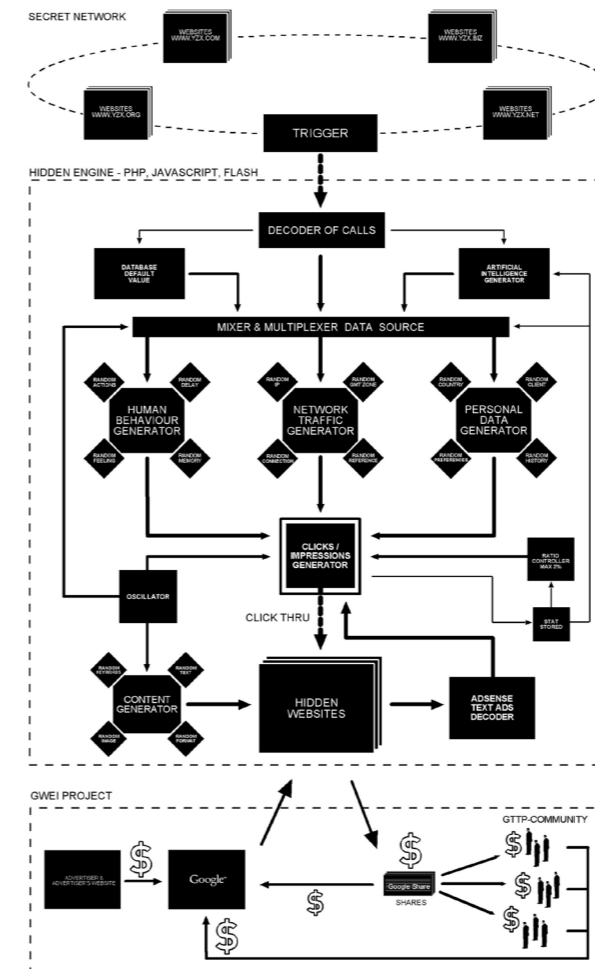 SECRET NETWORK
WEBSITES
WWW.YZX.COM
WEBSITES
WWW.YZX.BIZ
WEBSITES
WWW.YZX.ORG
WEBSITES
WWW.YZX.NET
TRIGGER
HIDDEN ENGINE - PHP, JAVASCRIPT, FLASH
DECODER OF CALLS
DATABASE
DEFAULT
VALUE
ARTIFICIAL
INTELLIGENCE
GENERATOR
MIXER & MULTIPLEXER DATA SOURCE
RANDOM
ACTIONS
RANDOM
DELAY
HUMAN
BEHAVIOUR
GENERATOR
RANDOM
FEELING
RANDOM
MEMORY
RANDOM
IP
RANDOM
GMT ZONE
NETWORK
TRAFFIC
GENERATOR
RANDOM
CONNECTION
RANDOM
REFERENCE
RANDOM
COUNTRY
RANDOM
CLIENT
PERSONAL
DATA
GENERATOR
RANDOM
PREFERENCES
RANDOM
HISTORY
CLICKS /
IMPRESSIONS
GENERATOR
RATIO
CONTROLLER
MAX 2%
OSCILLATOR
STAT
STORED
CLICK THRU
RANDOM
KEYWORDS
RANDOM
TEXT
CONTENT
GENERATOR
RANDOM
IMAGE
RANDOM
FORMAT
HIDDEN
WEBSITES
ADSENSE
TEXT ADS
DECODER
GWEI PROJECT
GTTP-COMMUNITY
ADVERTISER &
ADVERTISER'S WEBSITE
$
Google™
$
$
$
Google Share
SHARES
$
$
$